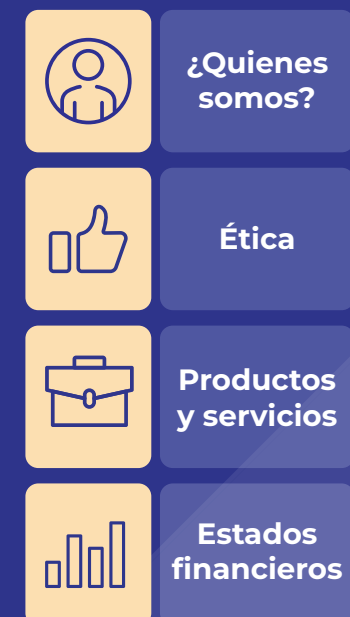 ¿Quienes
somos?
Ética
Productos
y servicios
Estados
financieros